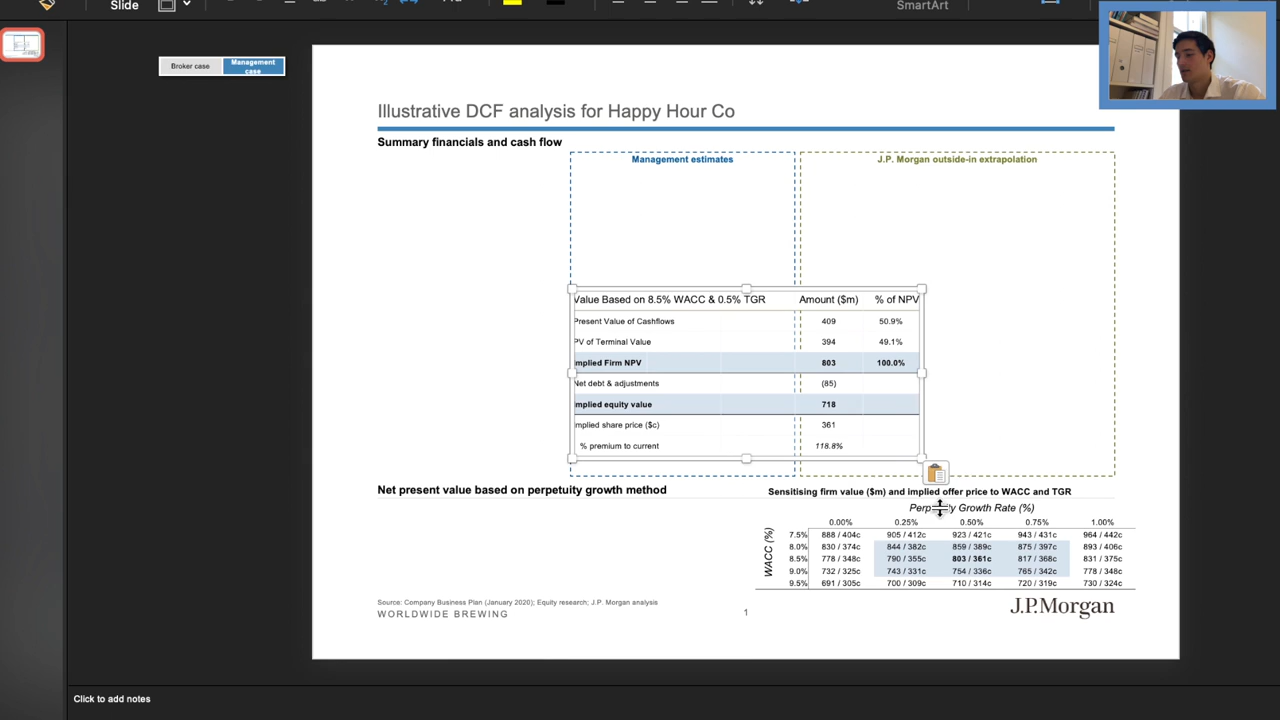 Slide
SmartArt
Broker case
Management
case
Illustrative DCF analysis for Happy Hour Co
Summary financials and cash flow
Management estimates
J.P. Morgan outside-in extrapolation
Value Based on 8.5% WACC & 0.5% TGR Amount ($m) % of NPV
Present Value of Cashflows 409 50.9%
PV of Terminal Value 394 49.1%
Implied Firm NPV 803 100.0%
Net debt & adjustments (85)
Implied equity value 718
Implied share price ($c) 361
% premium to current 118.8%
Net present value based on perpetuity growth method
Sensitising firm value ($m) and implied offer price to WACC and TGR
Perpetuity Growth Rate (%)
0.00% 0.25% 0.50% 0.75% 1.00%
WACC (%)
7.5% 888 / 404c 905 / 412c 923 / 421c 943 / 431c 964 / 442c
8.0% 830 / 374c 844 / 382c 859 / 389c 875 / 397c 893 / 406c
8.5% 778 / 348c 790 / 355c 803 / 361c 817 / 368c 831 / 375c
9.0% 732 / 325c 743 / 331c 754 / 336c 765 / 342c 778 / 348c
9.5% 691 / 305c 700 / 309c 710 / 314c 720 / 319c 730 / 324c
Source: Company Business Plan (January 2020); Equity research; J.P. Morgan analysis
WORLDWIDE BREWING
1
J.P.Morgan
Click to add notes